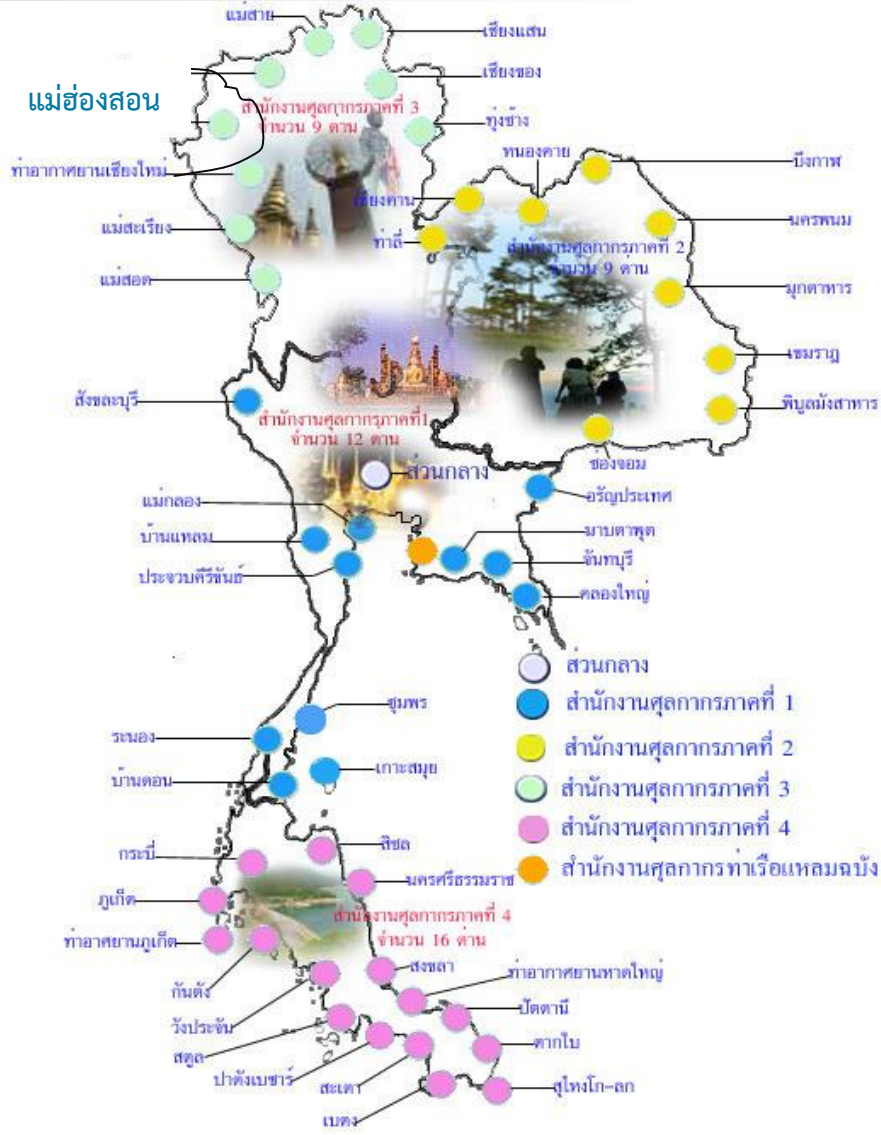 แม่สาย
เชียงแสน
เชียงของ
แม่ฮ่องสอน
สำนักงานศุลกากรภาคที่ 3
จำนวน 9 ด่าน
ทุ่งช้าง
หนองคาย
บึงกาฬ
ท่าอากาศยานเชียงใหม่
เชียงคาน
แม่สะเรียง
นครพนม
ท่าลี่
สำนักงานศุลกากรภาคที่ 2
จำนวน 9 ด่าน
แม่สอด
มุกดาหาร
เขมราฎ
สังขละบุรี
พิบูลมังสาหาร
สำนักงานศุลกากรภาคที่1
จำนวน 12 ด่าน
ช่องจอม
ส่วนกลาง
อรัญประเทศ
แม่กลอง
มาบตาพุด
บ้านแหลม
จันทบุรี
ประจวบคีรีขันธ์
คลองใหญ่
ส่วนกลาง
สำนักงานศุลกากรภาคที่ 1
ชุมพร
ระนอง
สำนักงานศุลกากรภาคที่ 2
เกาะสมุย
บ้านดอน
สำนักงานศุลกากรภาคที่ 3
สำนักงานศุลกากรภาคที่ 4
สิชล
กระบี่
สำนักงานศุลกากรท่าเรือแหลมฉบัง
นครศรีธรรมราช
ภูเก็ต
สำนักงานศุลกากรภาคที่ 4
จำนวน 16 ด่าน
ท่าอาศยานภูเก็ต
สงขลา
ท่าอากาศยานหาดใหญ่
กันตัง
ปัตตานี
วังประจัน
สตูล
ตากใบ
ปาดังเบซาร์
สะเดา
สุไหงโก-ลก
เบตง